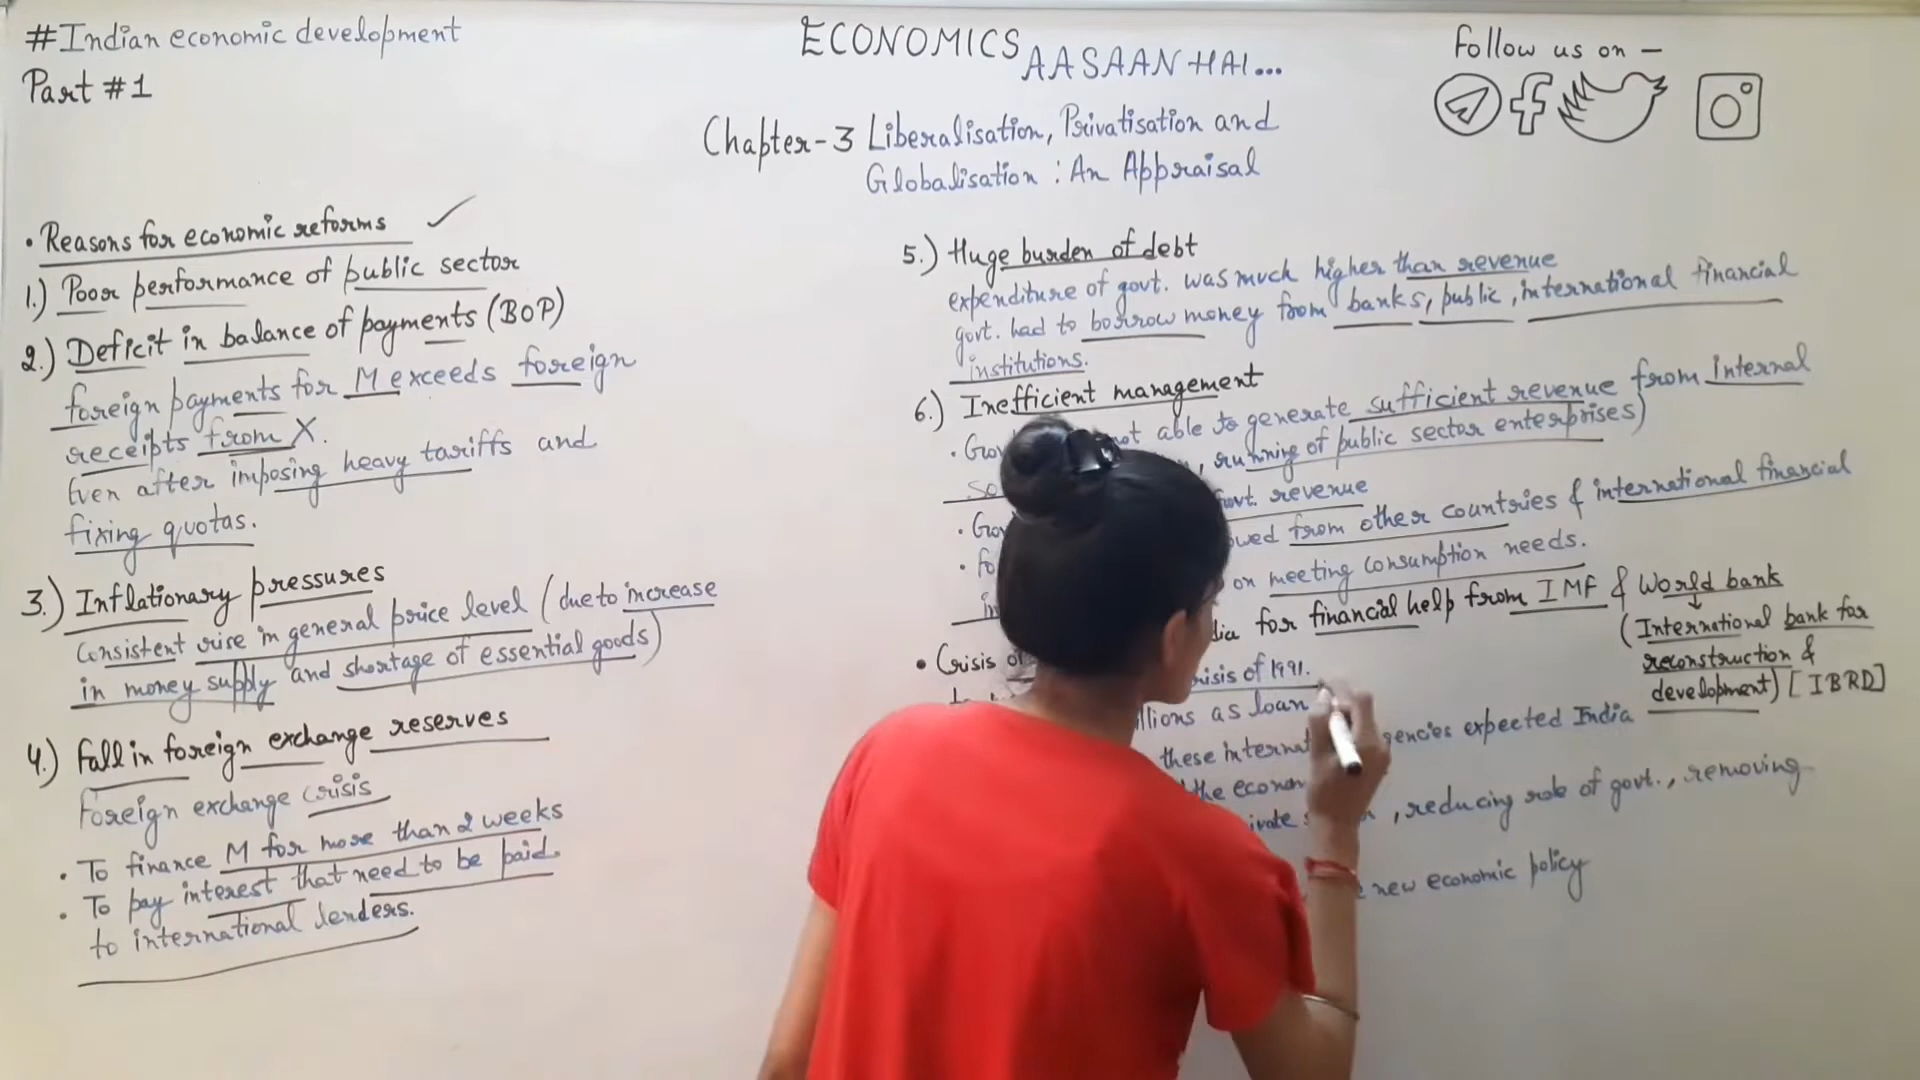 #Indian economic development
Part #1
ECONOMICS
AASAAN HAI...
Follow us on —
Chapter-3 Liberalisation, Privatisation and
Globalisation : An Appraisal
• Reasons for economic reforms ✓
1.) Poor performance of public sector
2.) Deficit in balance of payments (BOP)
foreign payments for M exceeds foreign
receipts from X.
Even after imposing heavy tariffs and
fixing quotas.
3.) Inflationary pressures
Consistent rise in general price level (due to increase
in money supply and shortage of essential goods)
4.) Fall in foreign exchange reserves
Foreign exchange crisis
• To finance M for more than 2 weeks
• To pay interest that need to be paid.
to international lenders.
5.) Huge burden of debt
expenditure of govt. was much higher than revenue
govt. had to borrow money from banks, public, international financial
institutions.
6.) Inefficient management
• able to generate sufficient revenue from internal
, running of public sector enterprises)
revenue
• from other countries & international financial
• on meeting consumption needs.
for financial help from IMF & World bank
(International bank for
reconstruction &
development) [IBRD]
• Crisis of 1991.
as loan
these expected India
the
, reducing role of govt., removing
new economic policy